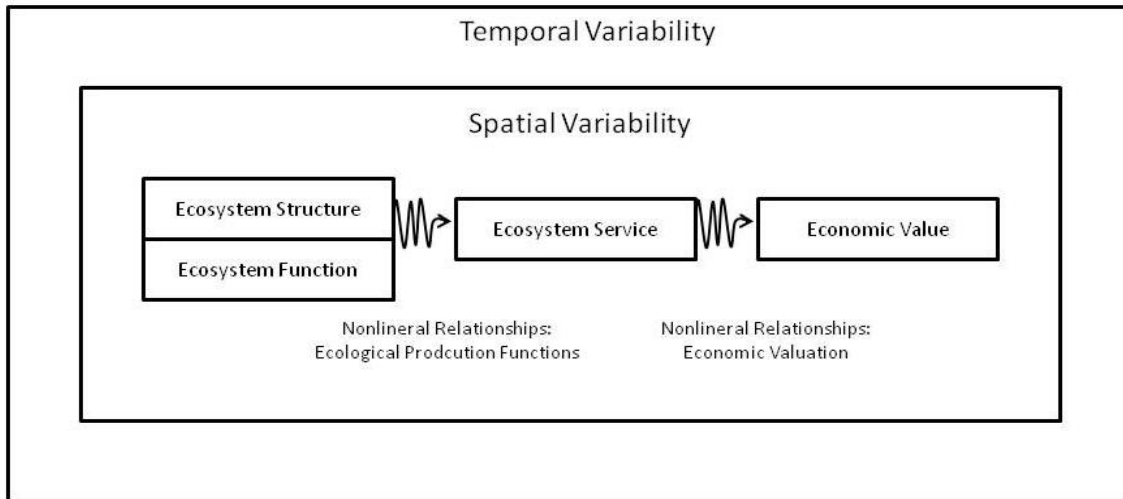 Temporal Variability
Spatial Variability
Ecosystem Structure
Ecosystem Function
Ecosystem Service
Economic Value
Nonlineral Relationships:
Ecological Prodcution Functions
Nonlineral Relationships:
Economic Valuation